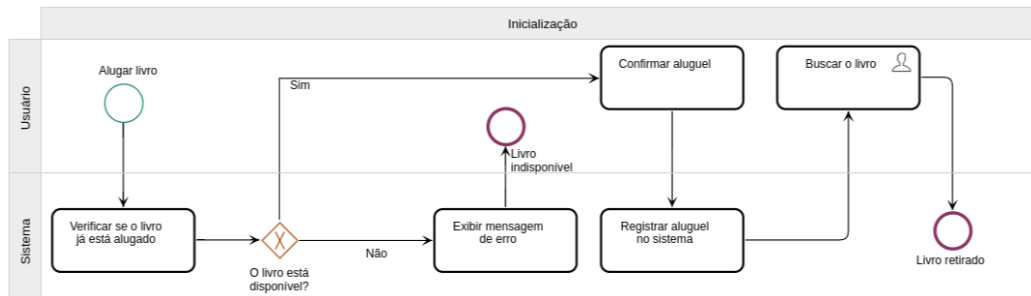 Inicialização
Usuário
Alugar livro
Sim
Confirmar aluguel
Buscar o livro
Livro
indisponível
Sistema
Verificar se o livro
já está alugado
O livro está
disponível?
Não
Exibir mensagem
de erro
Registrar aluguel
no sistema
Livro retirado